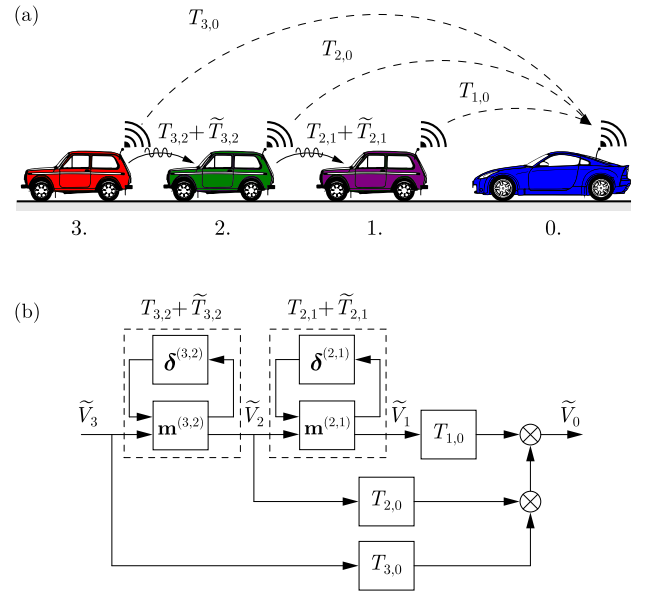 (a)
T₃,₀
T₂,₀
T₁,₀
T₃,₂+T̃₃,₂
T₂,₁+T̃₂,₁
3.
2.
1.
0.
(b)
T₃,₂+T̃₃,₂
T₂,₁+T̃₂,₁
δ⁽³,²⁾
δ⁽²,¹⁾
Ṽ₃
m⁽³,²⁾
Ṽ₂
m⁽²,¹⁾
Ṽ₁
T₁,₀
Ṽ₀
T₂,₀
T₃,₀